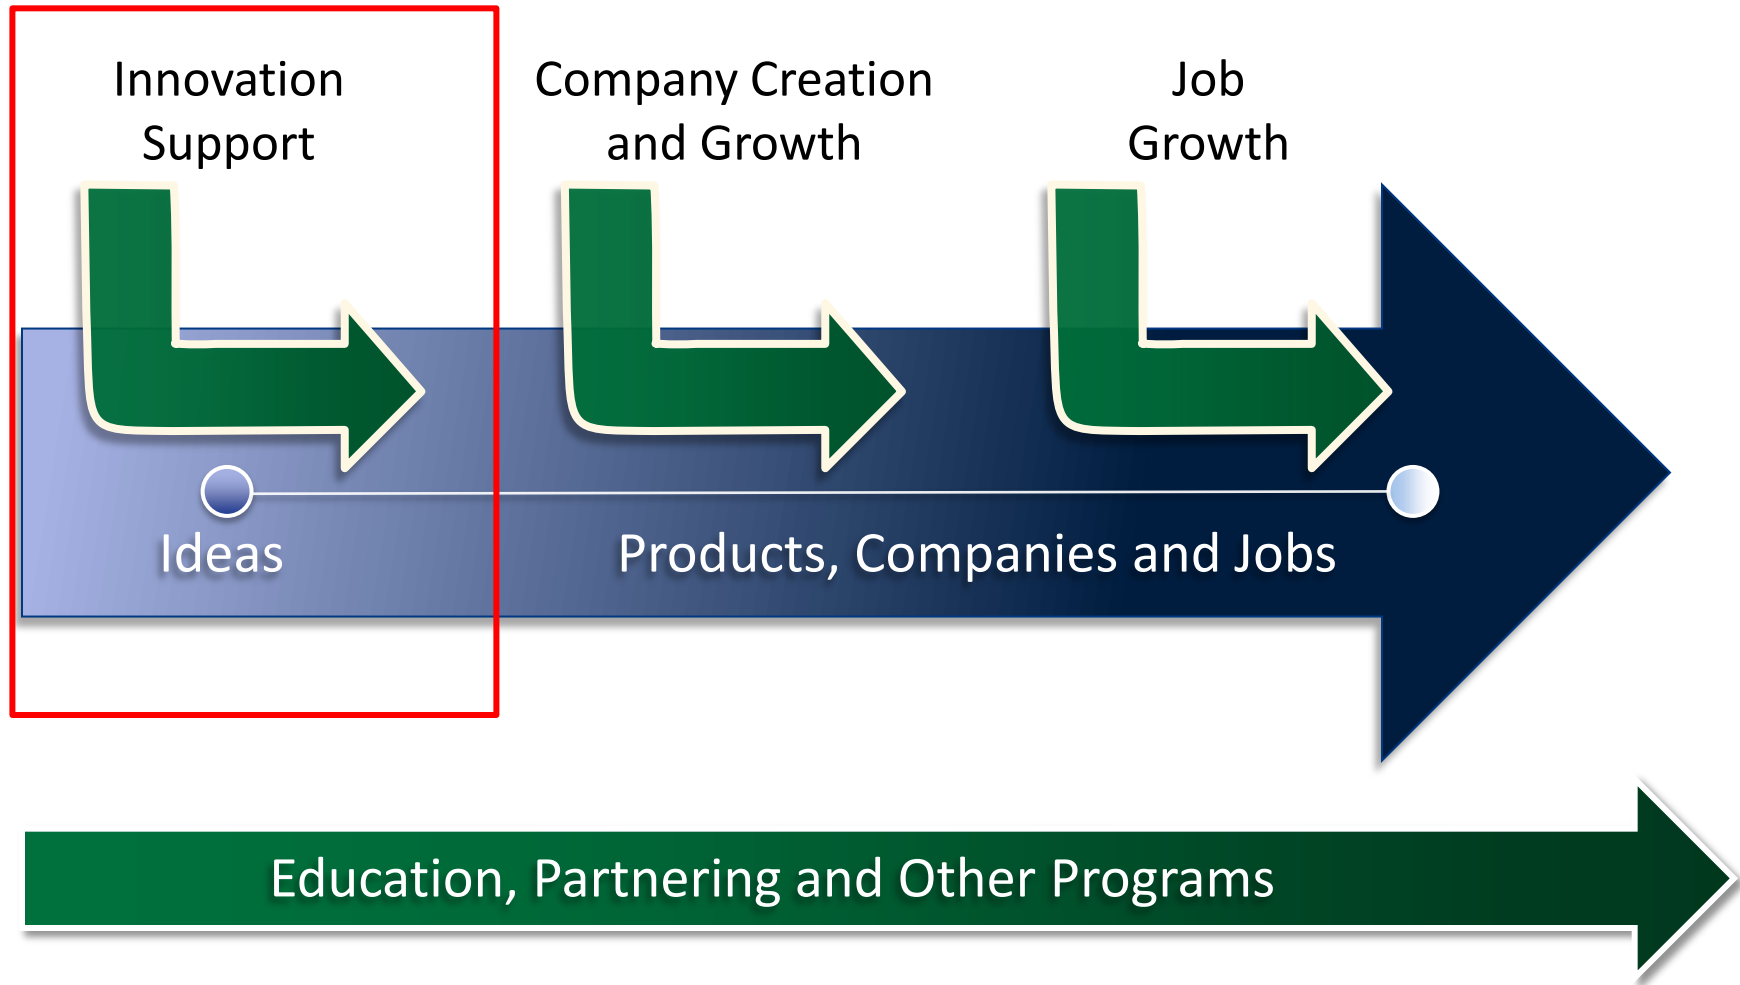 Innovation
Support
Company Creation
and Growth
Job
Growth
Ideas
Products, Companies and Jobs
Education, Partnering and Other Programs